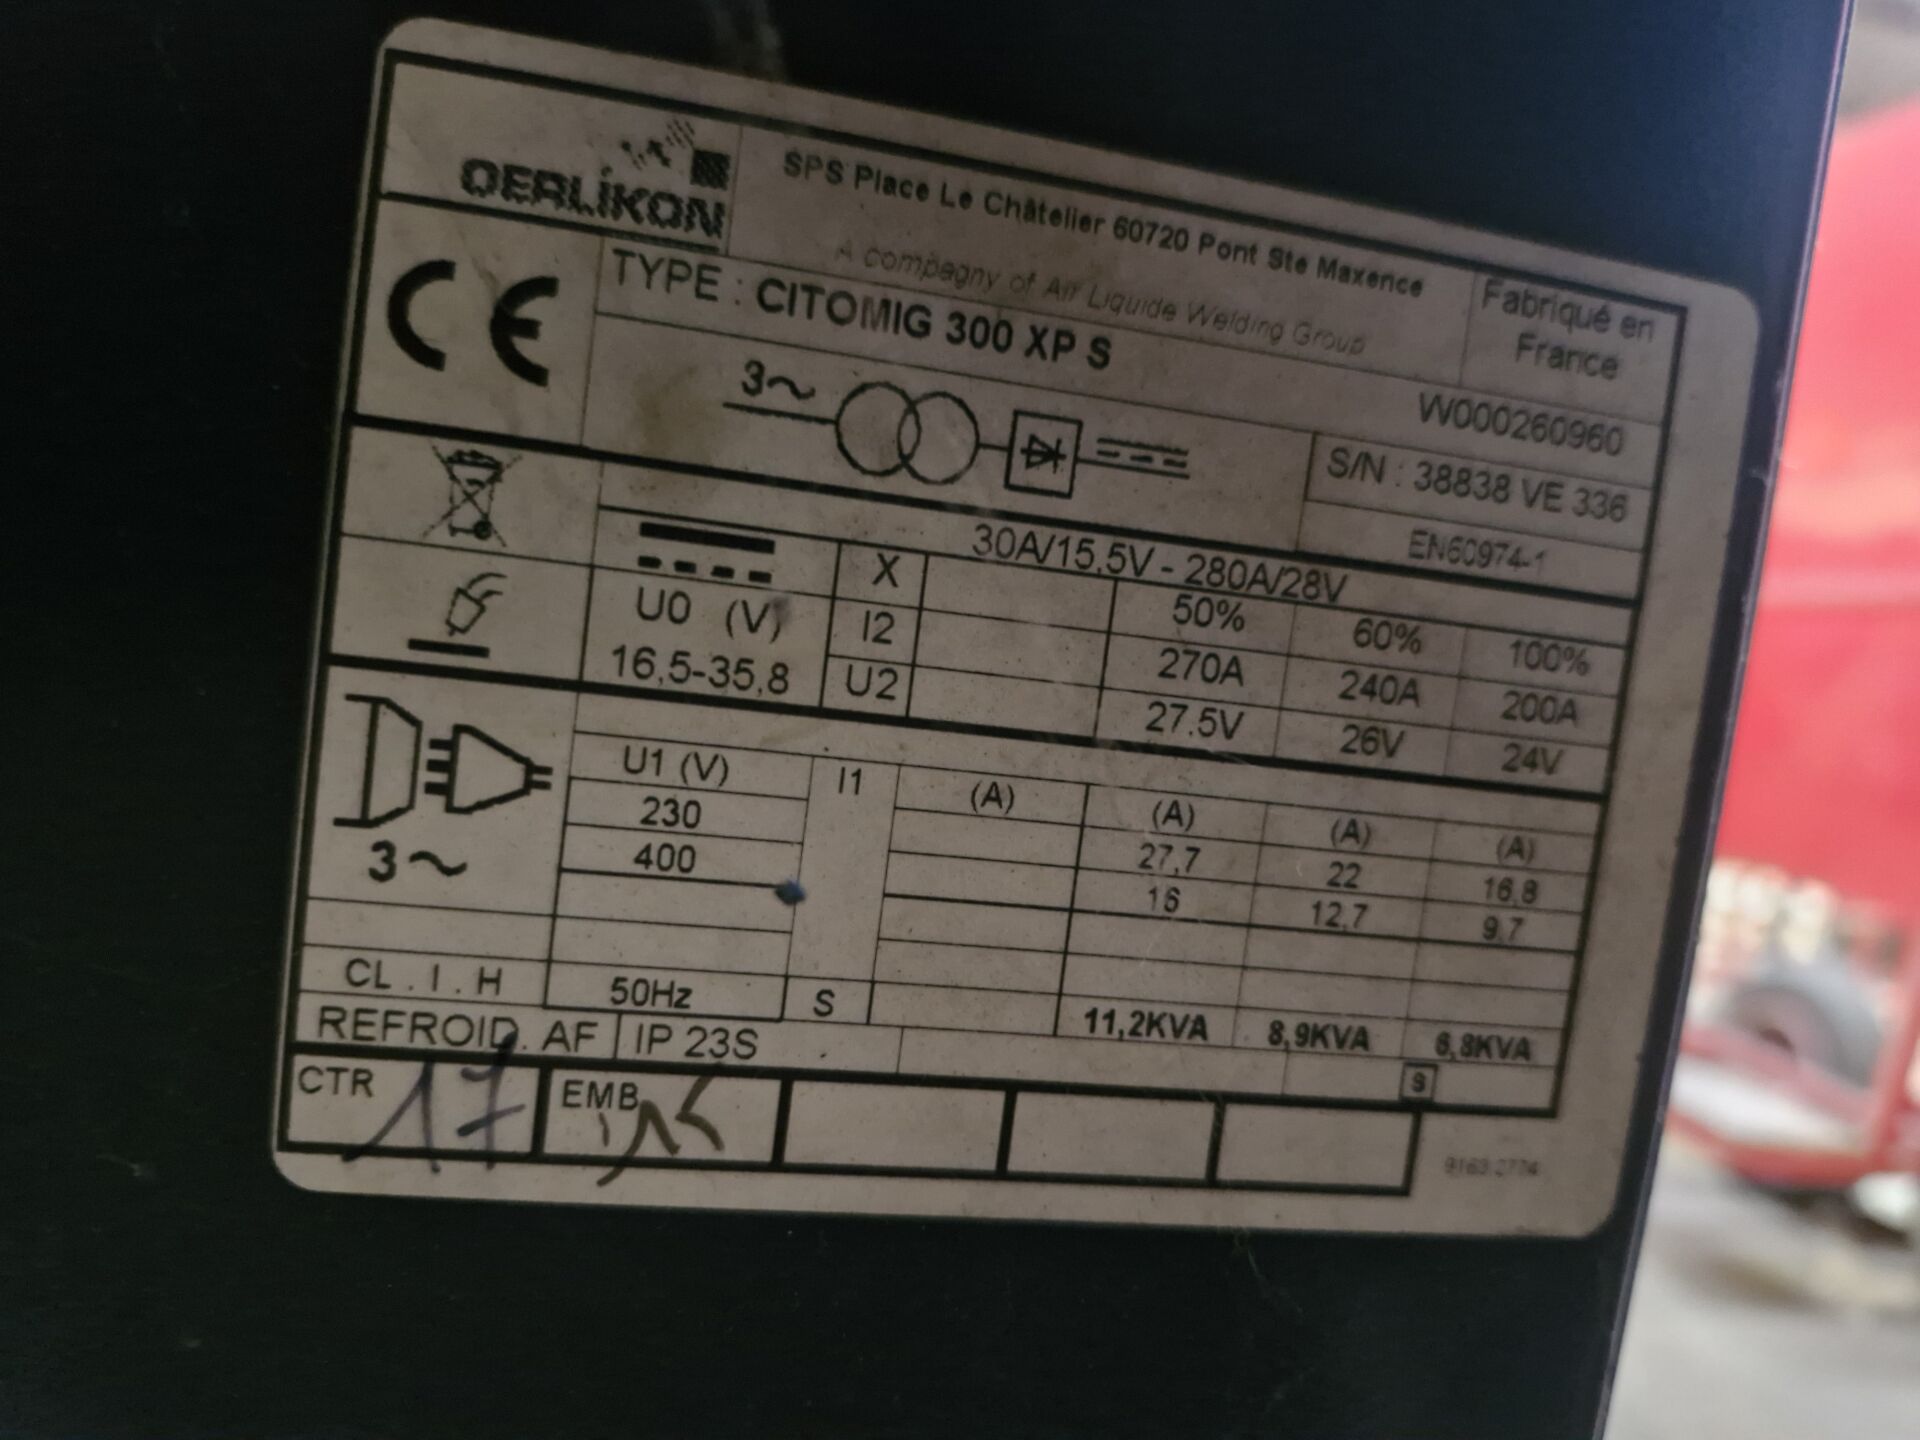 OERLIKON
SPS Place Le Châtelier 60720 Pont Ste Maxence
A compagny of Air Liquide Welding Group
Fabriqué en
France
CE
TYPE : CITOMIG 300 XP S
W000260960
3~
S/N : 38838 VE 336
EN60974-1
30A/15,5V - 280A/28V
X 50% 60% 100%
U0 (V) I2 270A 240A 200A
16,5-35,8 U2 27.5V 26V 24V
U1 (V) I1 (A) (A) (A) (A)
230 27,7 22 16,8
400 16 12,7 9,7
3~
CL . I . H 50Hz S 11,2KVA 8,9KVA 6,8KVA
REFROID. AF IP 23S
S
CTR 17 EMB